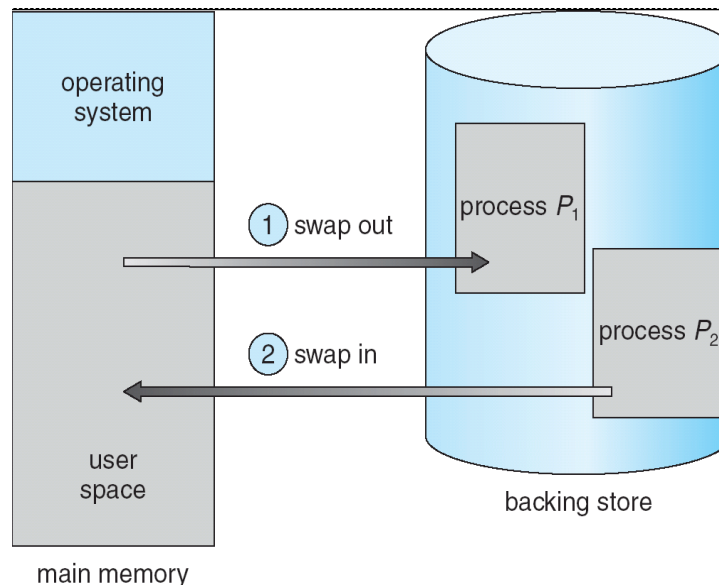 operating
system
process P₁
1 swap out
process P₂
2 swap in
user
space
backing store
main memory